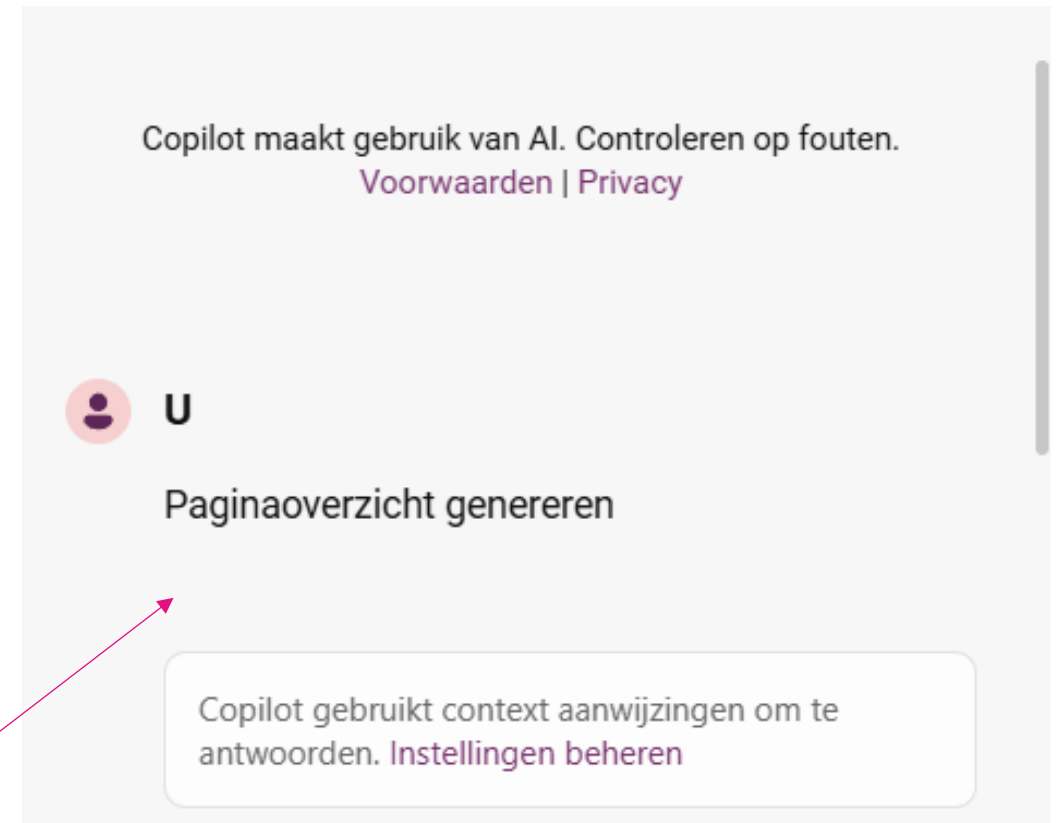 Copilot maakt gebruik van AI. Controleren op fouten.
Voorwaarden | Privacy
U
Paginaoverzicht genereren
Copilot gebruikt context aanwijzingen om te
antwoorden. Instellingen beheren